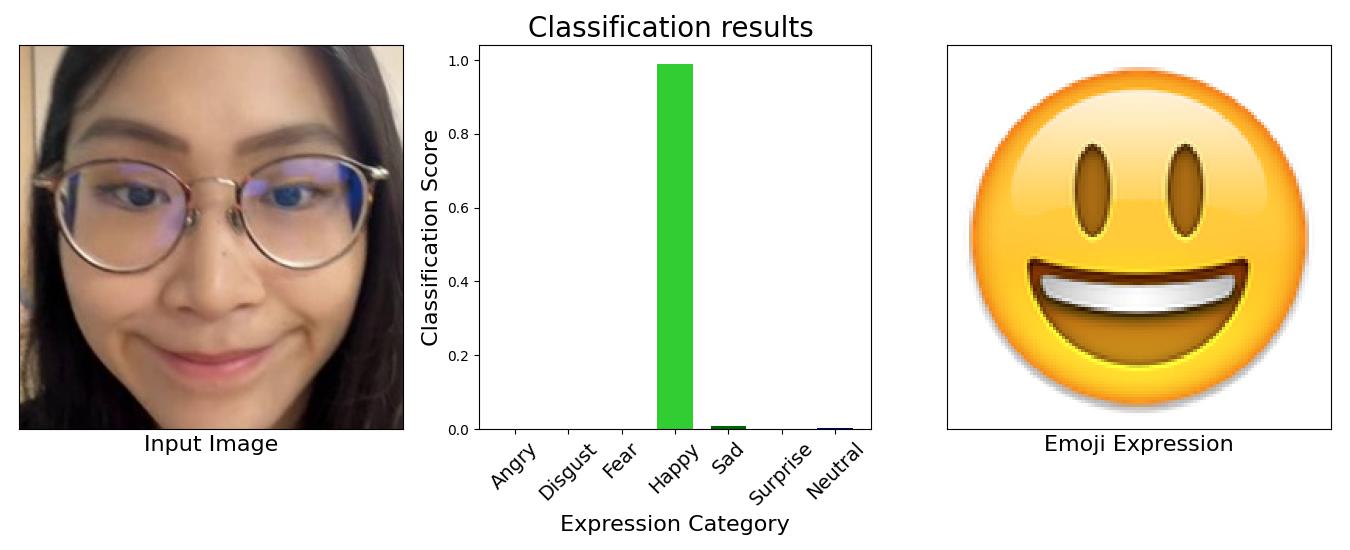 Classification results
Classification Score
1.0
0.8
0.6
0.4
0.2
0.0
Angry
Disgust
Fear
Happy
Sad
Surprise
Neutral
Expression Category
Input Image
Emoji Expression